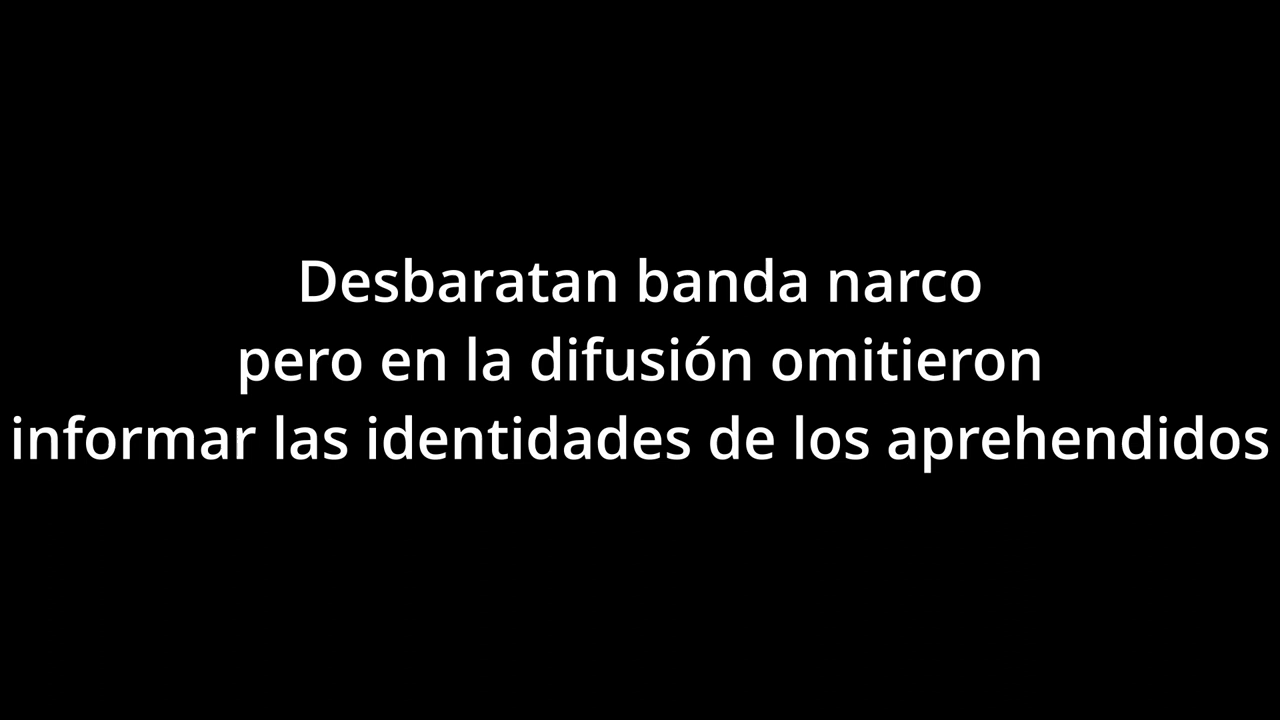 Desbaratan banda narco
pero en la difusión omitieron
informar las identidades de los aprehendidos